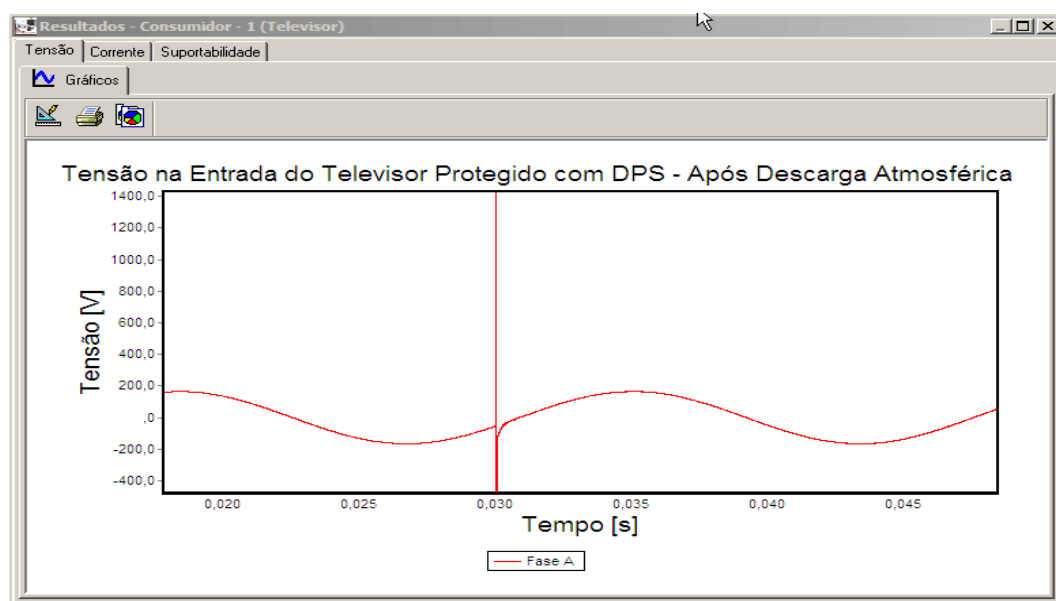 Resultados - Consumidor - 1 (Televisor)
Tensão Corrente Suportabilidade
Gráficos
Tensão na Entrada do Televisor Protegido com DPS - Após Descarga Atmosférica
1400,0
1200,0
1000,0
800,0
600,0
400,0
200,0
,0
-200,0
-400,0
Tensão [V]
0,020 0,025 0,030 0,035 0,040 0,045
Tempo [s]
Fase A